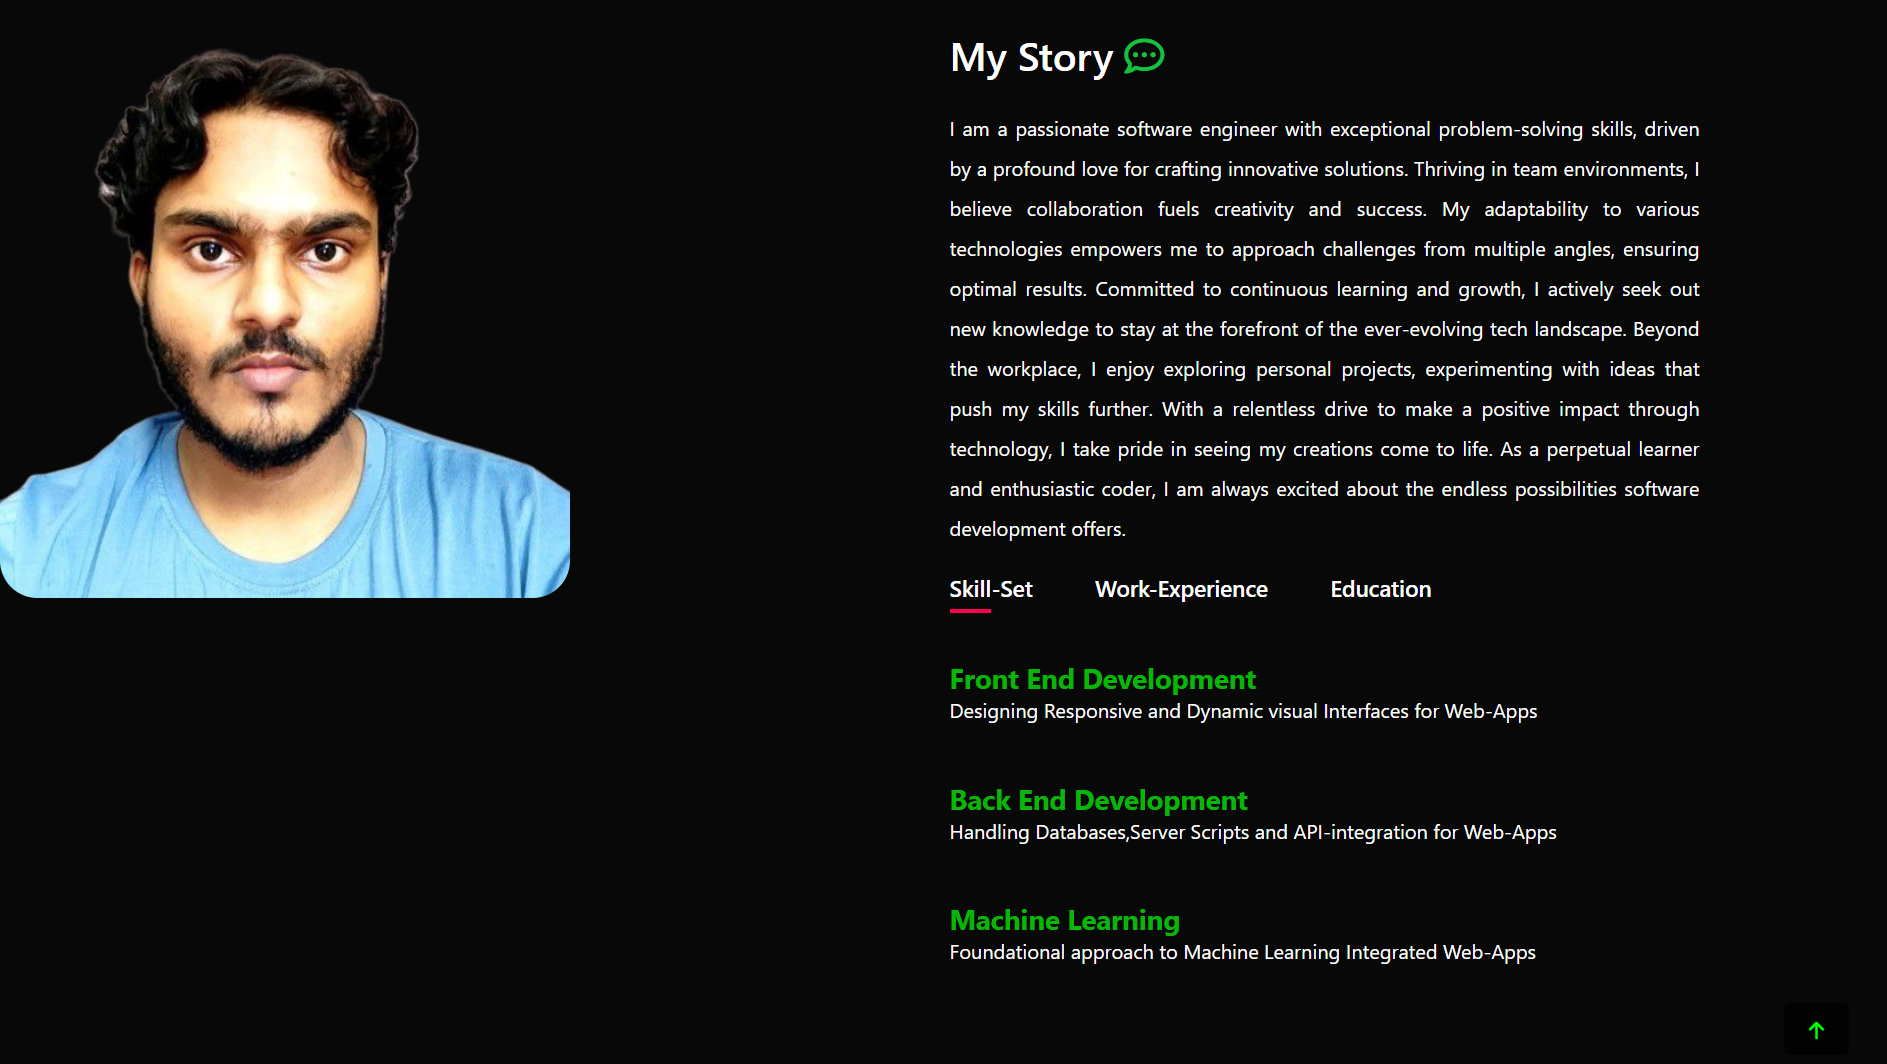 My Story
I am a passionate software engineer with exceptional problem-solving skills, driven
by a profound love for crafting innovative solutions. Thriving in team environments, I
believe collaboration fuels creativity and success. My adaptability to various
technologies empowers me to approach challenges from multiple angles, ensuring
optimal results. Committed to continuous learning and growth, I actively seek out
new knowledge to stay at the forefront of the ever-evolving tech landscape. Beyond
the workplace, I enjoy exploring personal projects, experimenting with ideas that
push my skills further. With a relentless drive to make a positive impact through
technology, I take pride in seeing my creations come to life. As a perpetual learner
and enthusiastic coder, I am always excited about the endless possibilities software
development offers.
Skill-Set Work-Experience Education
Front End Development
Designing Responsive and Dynamic visual Interfaces for Web-Apps
Back End Development
Handling Databases,Server Scripts and API-integration for Web-Apps
Machine Learning
Foundational approach to Machine Learning Integrated Web-Apps